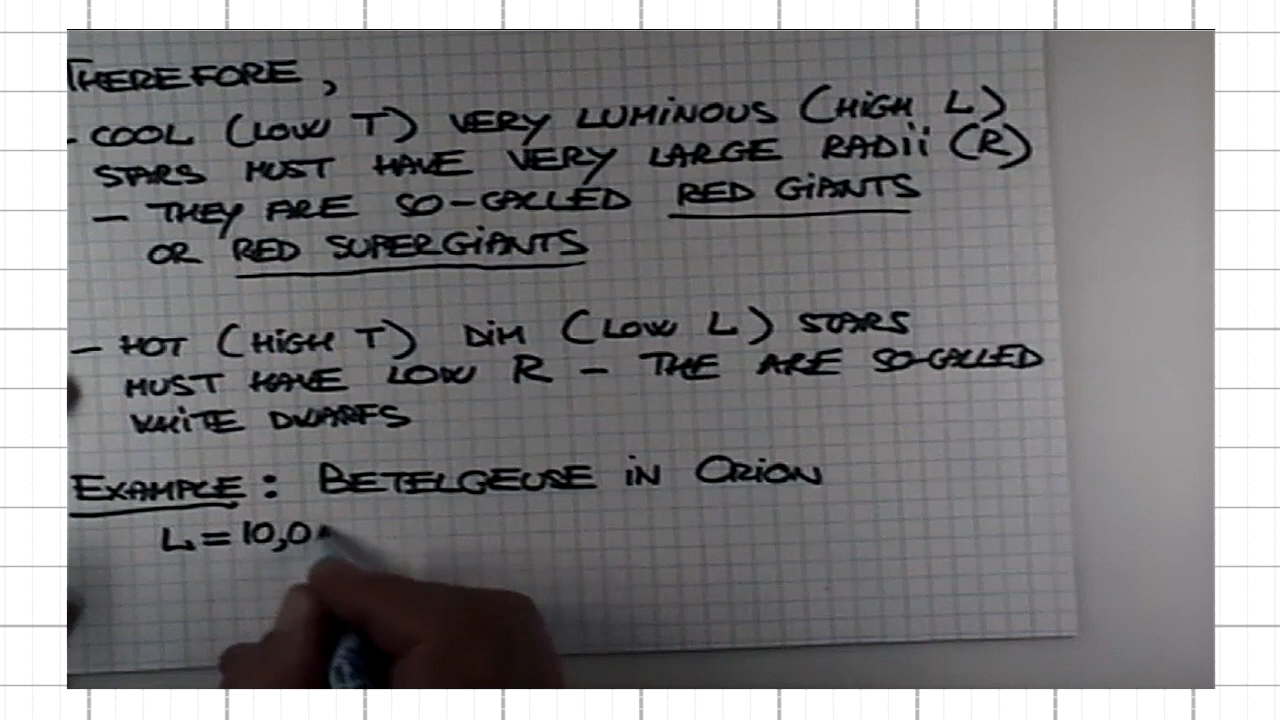 THEREFORE,
- COOL (LOW T) VERY LUMINOUS (HIGH L)
STARS MUST HAVE VERY LARGE RADII (R)
- THEY ARE SO-CALLED RED GIANTS
OR RED SUPERGIANTS
- HOT (HIGH T) DIM (LOW L) STARS
MUST HAVE LOW R - THE ARE SO-CALLED
WHITE DWARFS
EXAMPLE: BETELGEUSE IN ORION
L = 10,0